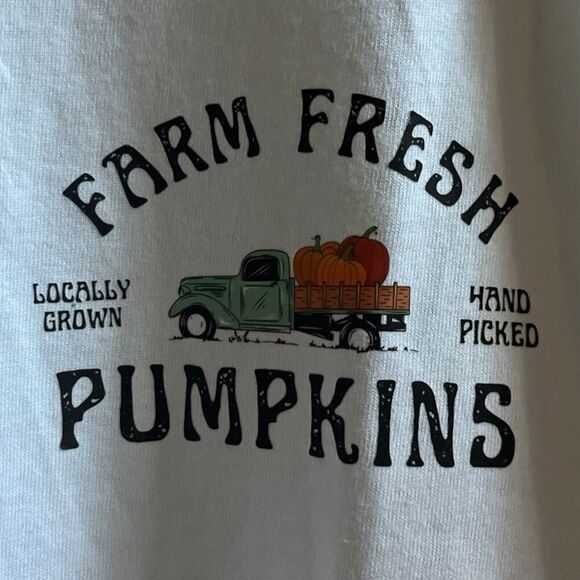 FARM FRESH
LOCALLY
GROWN
HAND
PICKED
PUMPKINS